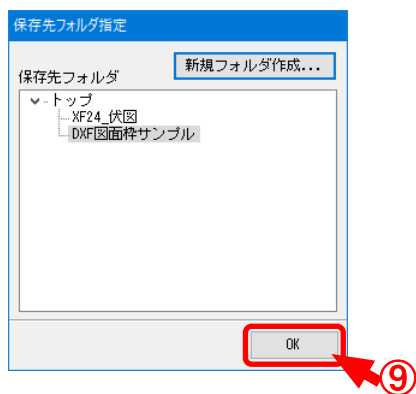 保存先フォルダ指定
新規フォルダ作成...
保存先フォルダ
トップ
XF24_伏図
DXF図面枠サンプル
OK
⑨